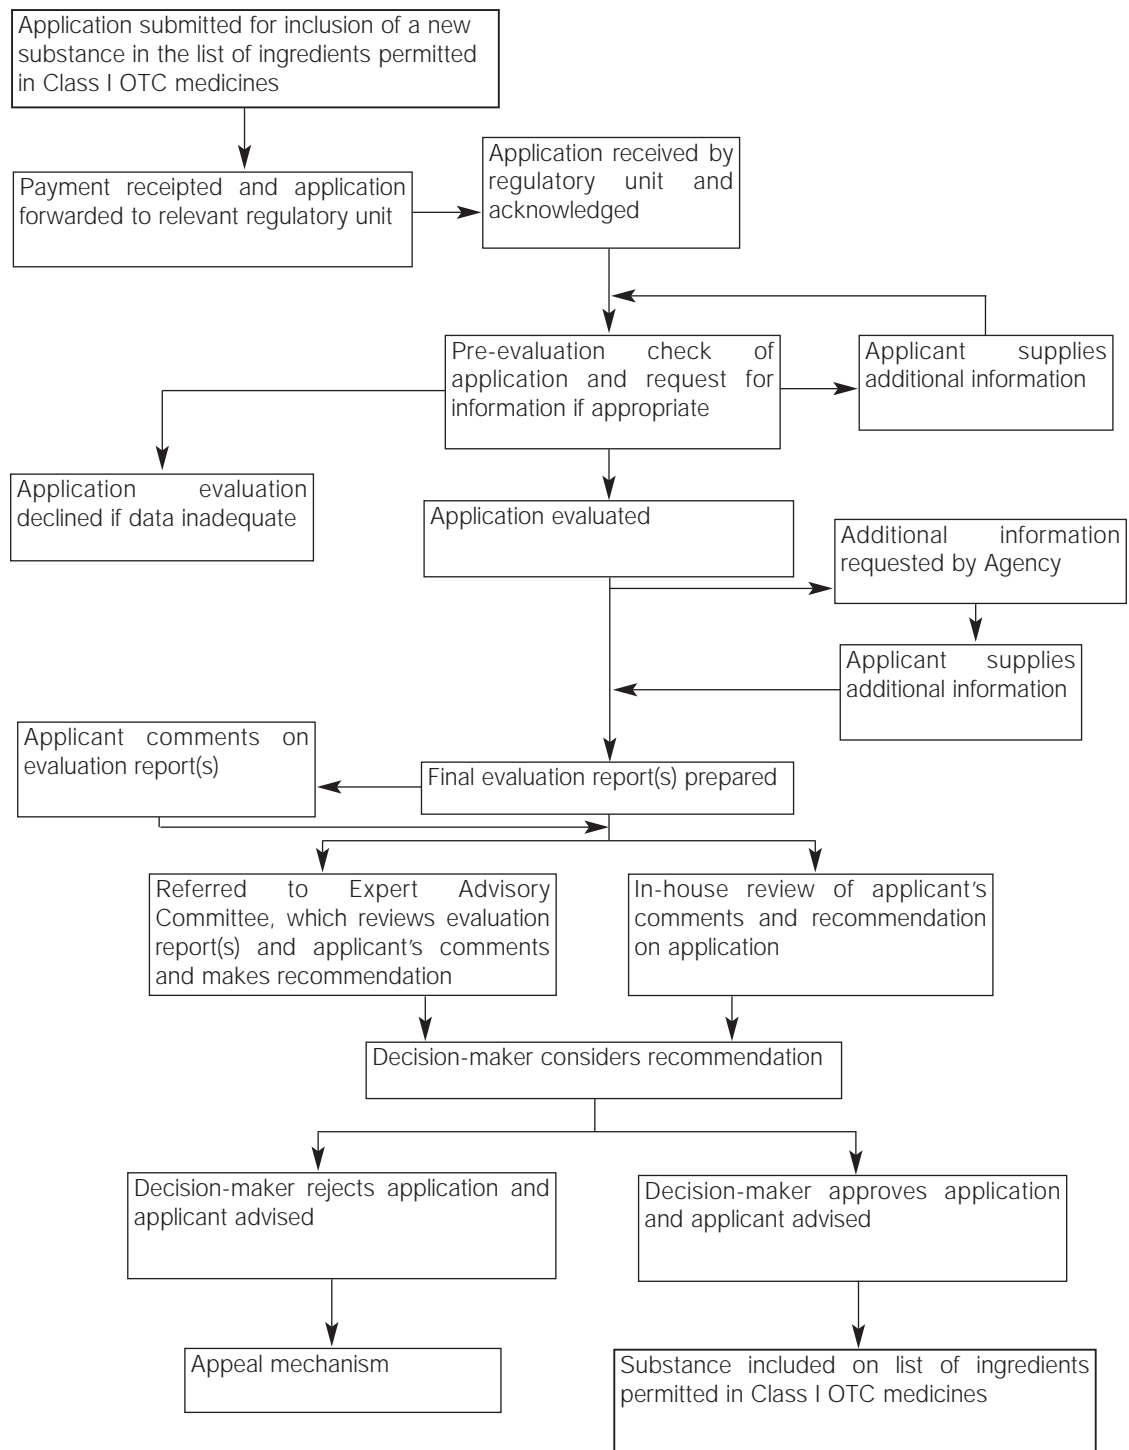 Application submitted for inclusion of a new
substance in the list of ingredients permitted
in Class I OTC medicines
Payment receipted and application
forwarded to relevant regulatory unit
Application received by
regulatory unit and
acknowledged
Pre-evaluation check of
application and request for
information if appropriate
Applicant supplies
additional information
Application evaluation
declined if data inadequate
Application evaluated
Additional information
requested by Agency
Applicant supplies
additional information
Applicant comments on
evaluation report(s)
Final evaluation report(s) prepared
Referred to Expert Advisory
Committee, which reviews evaluation
report(s) and applicant's comments
and makes recommendation
In-house review of applicant's
comments and recommendation
on application
Decision-maker considers recommendation
Decision-maker rejects application and
applicant advised
Decision-maker approves application
and applicant advised
Appeal mechanism
Substance included on list of ingredients
permitted in Class I OTC medicines